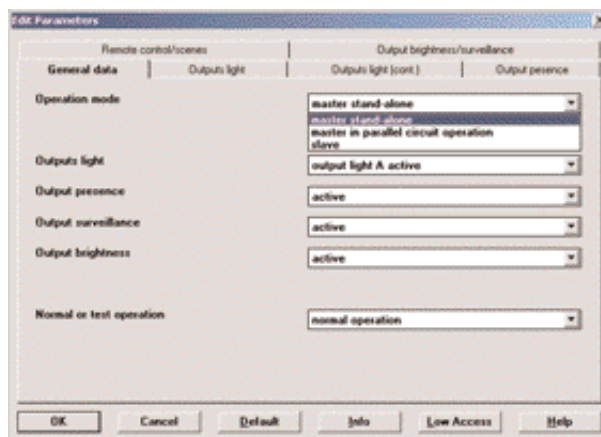 Edit Parameters
Remote control/scenes Output brightness/surveillance
General data Outputs light Outputs light (cont.) Output pesence
Operation mode master stand-alone
master stand-alone
master in parallel circuit operation
slave
Outputs light output light A active
Output presence active
Output surveillance active
Output brightness active
Normal or test operation normal operation
OK Cancel Default Info Low Access Help